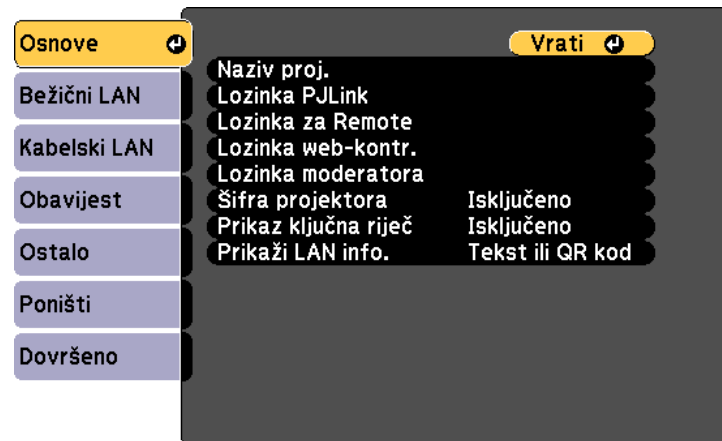 Osnove
Bežični LAN
Kabelski LAN
Obavijest
Ostalo
Poništi
Dovršeno
Vrati
Naziv proj.
Lozinka PJLink
Lozinka za Remote
Lozinka web-kontr.
Lozinka moderatora
Šifra projektora Isključeno
Prikaz ključna riječ Isključeno
Prikaži LAN info. Tekst ili QR kod